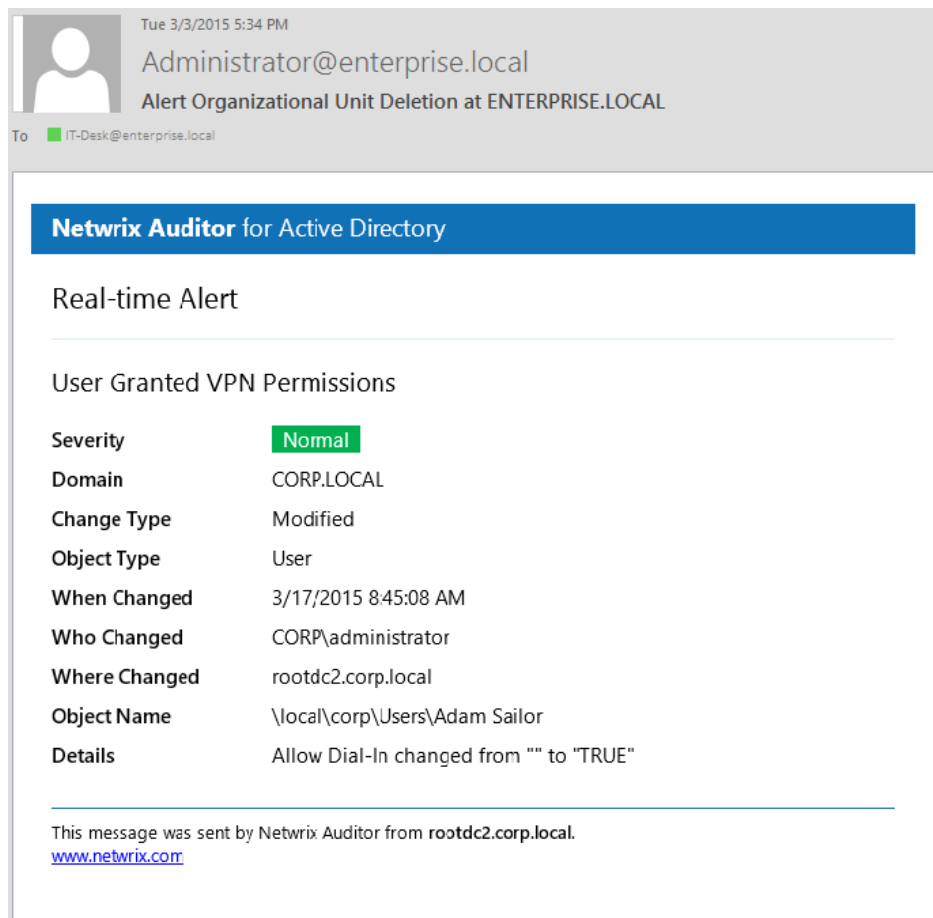 Tue 3/3/2015 5:34 PM
Administrator@enterprise.local
Alert Organizational Unit Deletion at ENTERPRISE.LOCAL
To IT-Desk@enterprise.local
Netwrix Auditor for Active Directory
Real-time Alert
User Granted VPN Permissions
Severity Normal
Domain CORP.LOCAL
Change Type Modified
Object Type User
When Changed 3/17/2015 8:45:08 AM
Who Changed CORP\administrator
Where Changed rootdc2.corp.local
Object Name \local\corp\Users\Adam Sailor
Details Allow Dial-In changed from "" to "TRUE"
This message was sent by Netwrix Auditor from rootdc2.corp.local.
www.netwrix.com